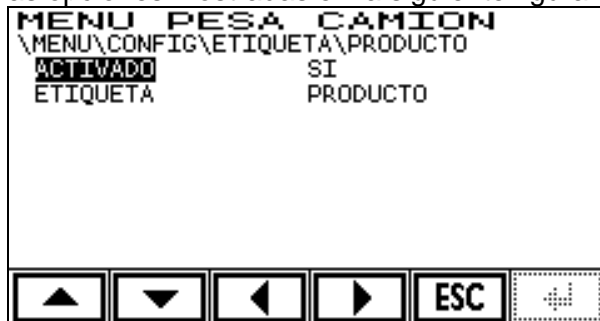 MENU PESA CAMION
\MENU\CONFIG\ETIQUETA\PRODUCTO
ACTIVADO SI
ETIQUETA PRODUCTO
ESC